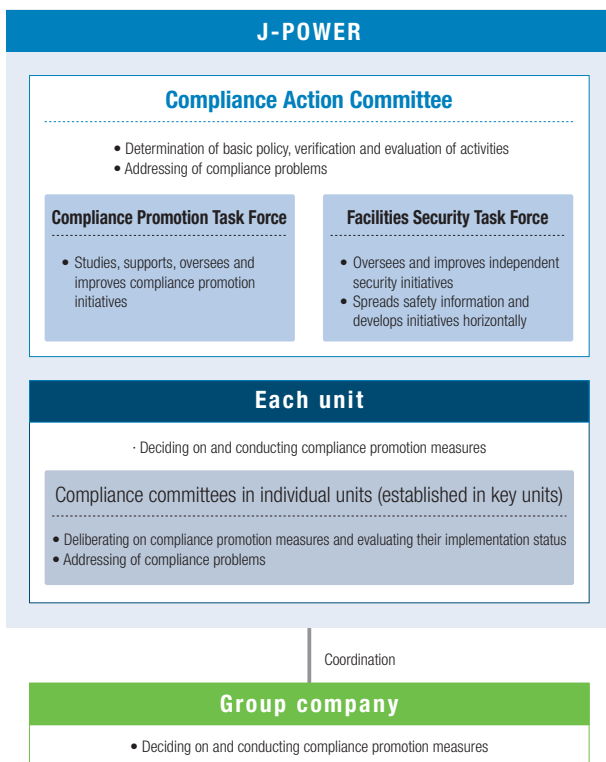 J-POWER
Compliance Action Committee
• Determination of basic policy, verification and evaluation of activities
• Addressing of compliance problems
Compliance Promotion Task Force
• Studies, supports, oversees and
improves compliance promotion
initiatives
Facilities Security Task Force
• Oversees and improves independent
security initiatives
• Spreads safety information and
develops initiatives horizontally
Each unit
· Deciding on and conducting compliance promotion measures
Compliance committees in individual units (established in key units)
• Deliberating on compliance promotion measures and evaluating their implementation status
• Addressing of compliance problems
Coordination
Group company
• Deciding on and conducting compliance promotion measures